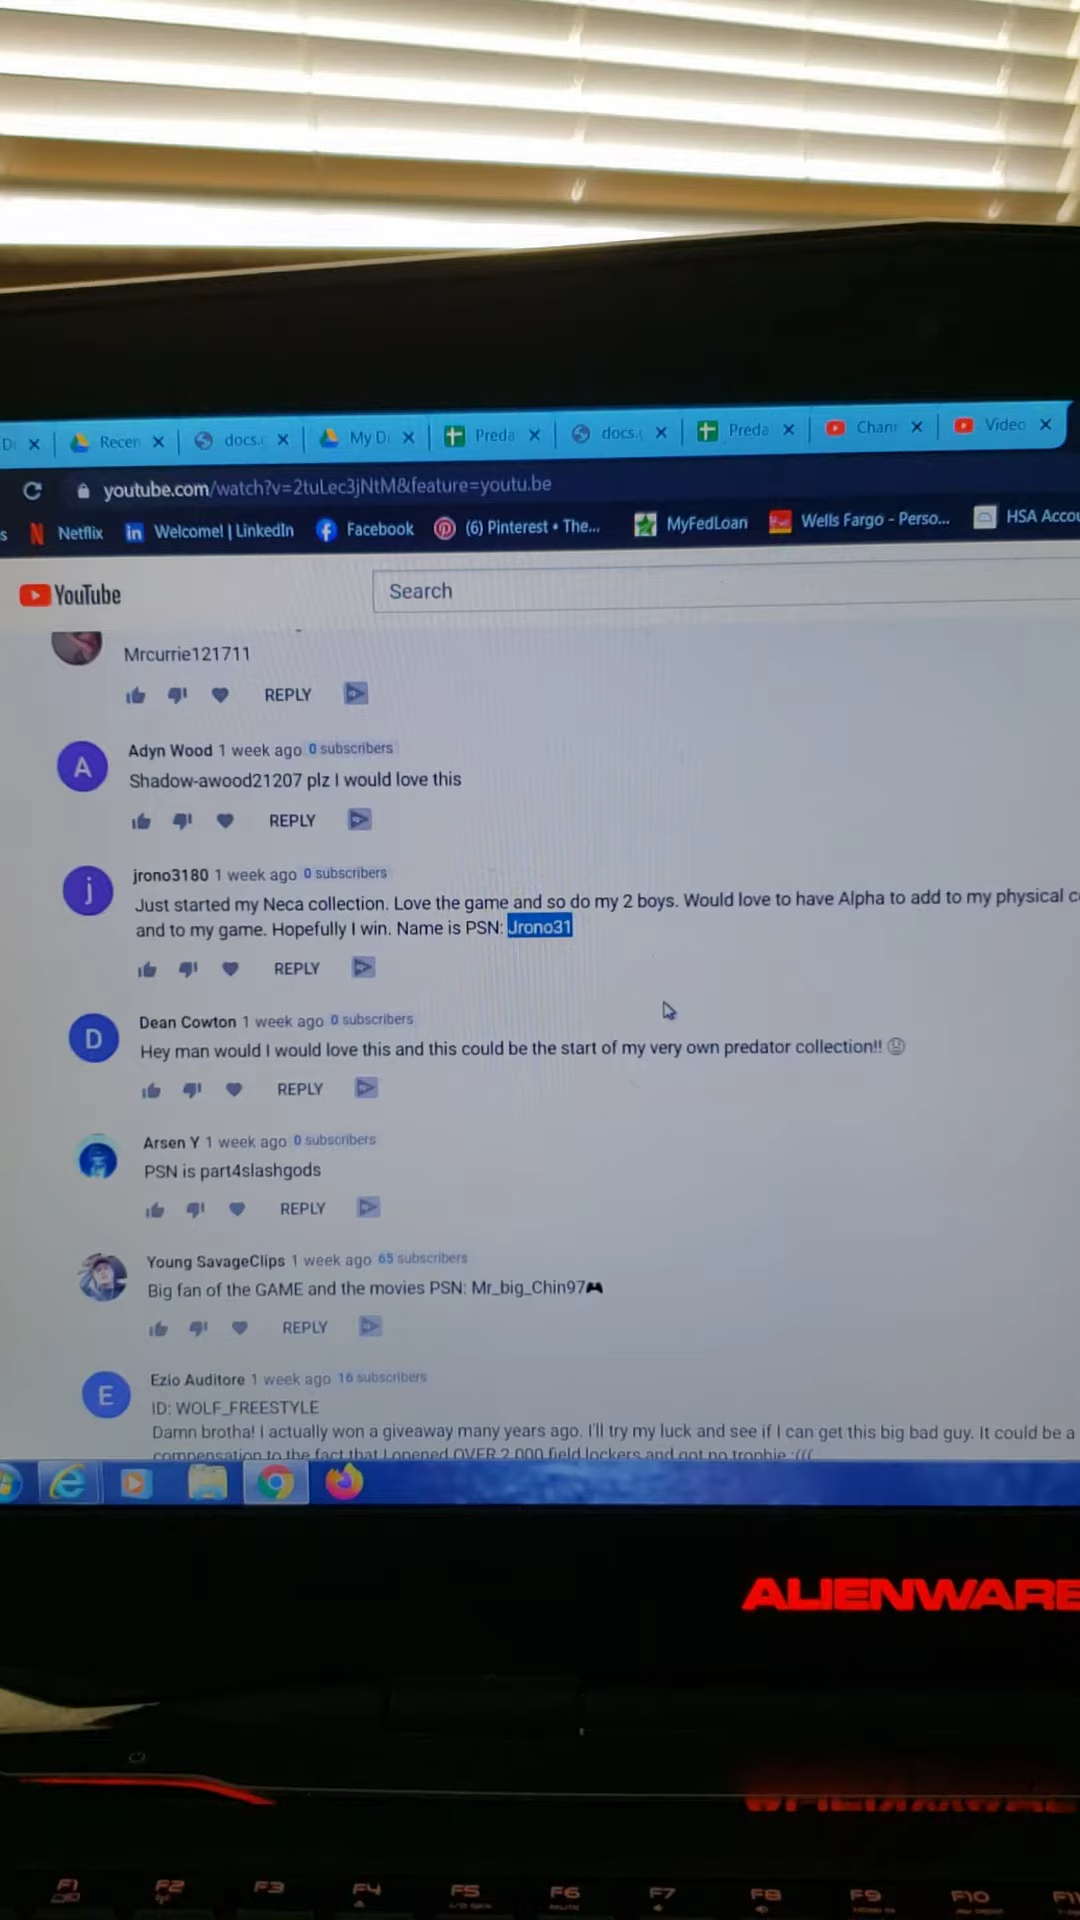 Recen
docs.
My D
Preda
docs.
Preda
Chan
Video
youtube.com/watch?v=2tuLec3jNtM&feature=youtu.be
s
Netflix
in Welcome! | LinkedIn
Facebook
(6) Pinterest • The...
MyFedLoan
Wells Fargo - Perso...
HSA Accou
YouTube
Search
Mrcurrie121711
REPLY
A
Adyn Wood 1 week ago 0 subscribers
Shadow-awood21207 plz I would love this
REPLY
j
jrono3180 1 week ago 0 subscribers
Just started my Neca collection. Love the game and so do my 2 boys. Would love to have Alpha to add to my physical c
and to my game. Hopefully I win. Name is PSN: Jrono31
REPLY
D
Dean Cowton 1 week ago 0 subscribers
Hey man would I would love this and this could be the start of my very own predator collection!!
REPLY
Arsen Y 1 week ago 0 subscribers
PSN is part4slashgods
REPLY
Young SavageClips 1 week ago 65 subscribers
Big fan of the GAME and the movies PSN: Mr_big_Chin97🎮
REPLY
E
Ezio Auditore 1 week ago 16 subscribers
ID: WOLF_FREESTYLE
Damn brotha! I actually won a giveaway many years ago. I'll try my luck and see if I can get this big bad guy. It could be a
compensation to the fact that I opened OVER 2,000 field lockers and got no trophie :(((
ALIENWARE
F1
F2
F3
F4
F5
F6
F7
F8
F9
F10
F11
MUTE